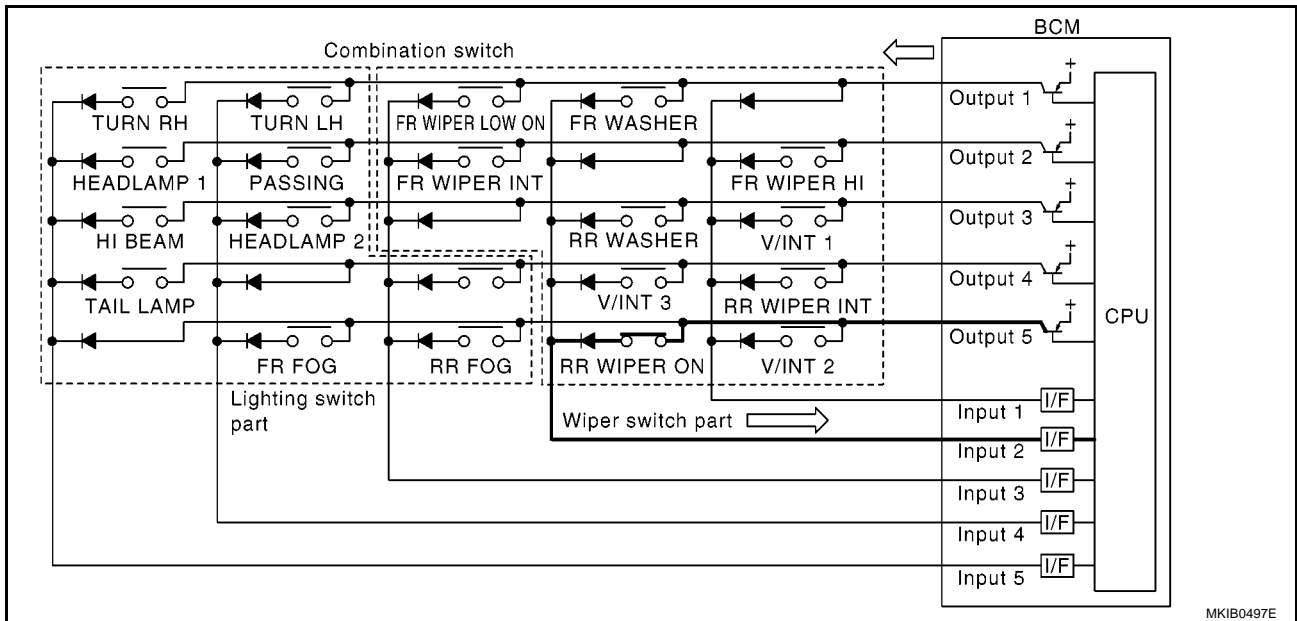 BCM
Combination switch
Output 1
TURN RH TURN LH FR WIPER LOW ON FR WASHER
Output 2
HEADLAMP 1 PASSING FR WIPER INT FR WIPER HI
Output 3
HI BEAM HEADLAMP 2 RR WASHER V/INT 1
Output 4
TAIL LAMP V/INT 3 RR WIPER INT
CPU
Output 5
FR FOG RR FOG RR WIPER ON V/INT 2
Lighting switch
part
Wiper switch part
Input 1 I/F
Input 2 I/F
Input 3 I/F
Input 4 I/F
Input 5 I/F
+
+
+
+
+
MKIB0497E